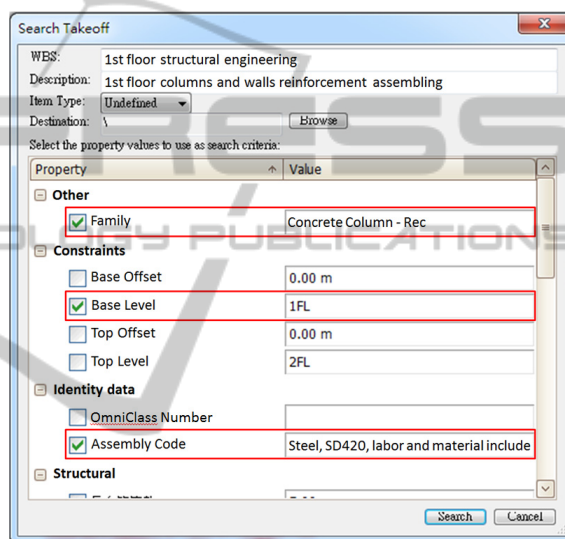 Search Takeoff
WBS: 1st floor structural engineering
Description: 1st floor columns and walls reinforcement assembling
Item Type: Undefined
Destination: \ Browse
Select the property values to use as search criteria:
Property Value
Other
Family Concrete Column - Rec
Constraints
Base Offset 0.00 m
Base Level 1FL
Top Offset 0.00 m
Top Level 2FL
Identity data
OmniClass Number
Assembly Code Steel, SD420, labor and material include
Structural
Search Cancel
PRESS
OLOGY PUBLICATIONS